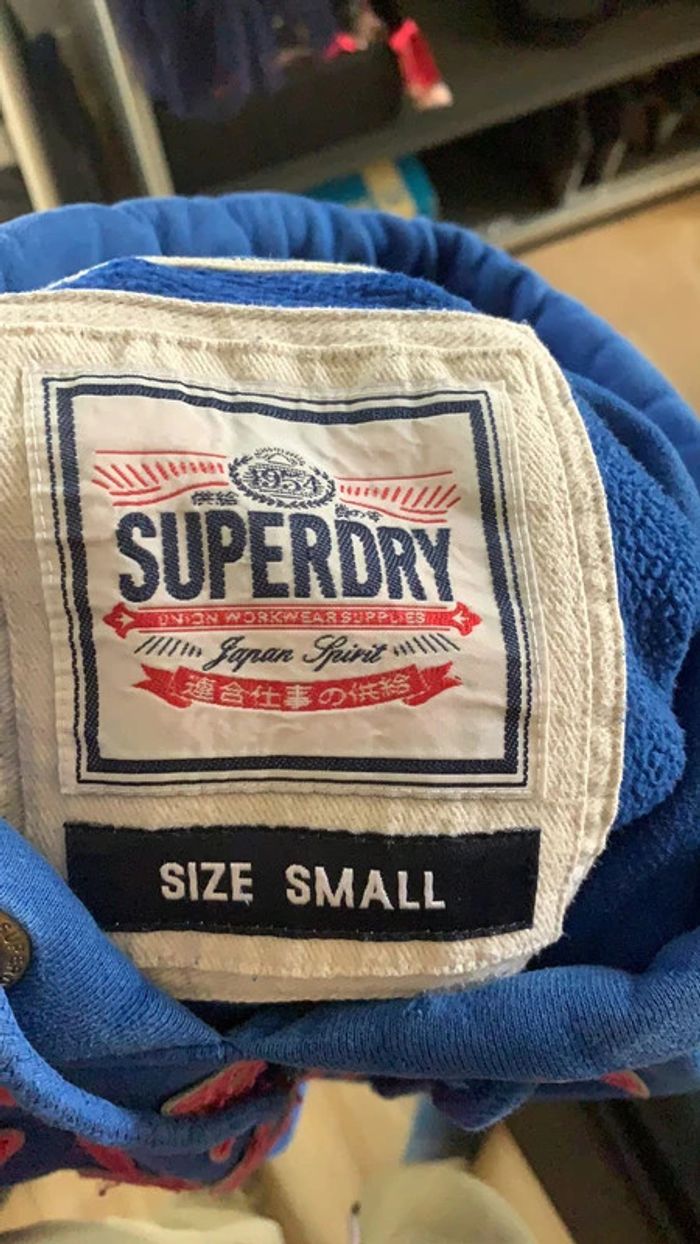 1954
供給
SUPERDRY
UNION WORKWEAR SUPPLIES
Japan Spirit
連合仕事の供給
SIZE SMALL